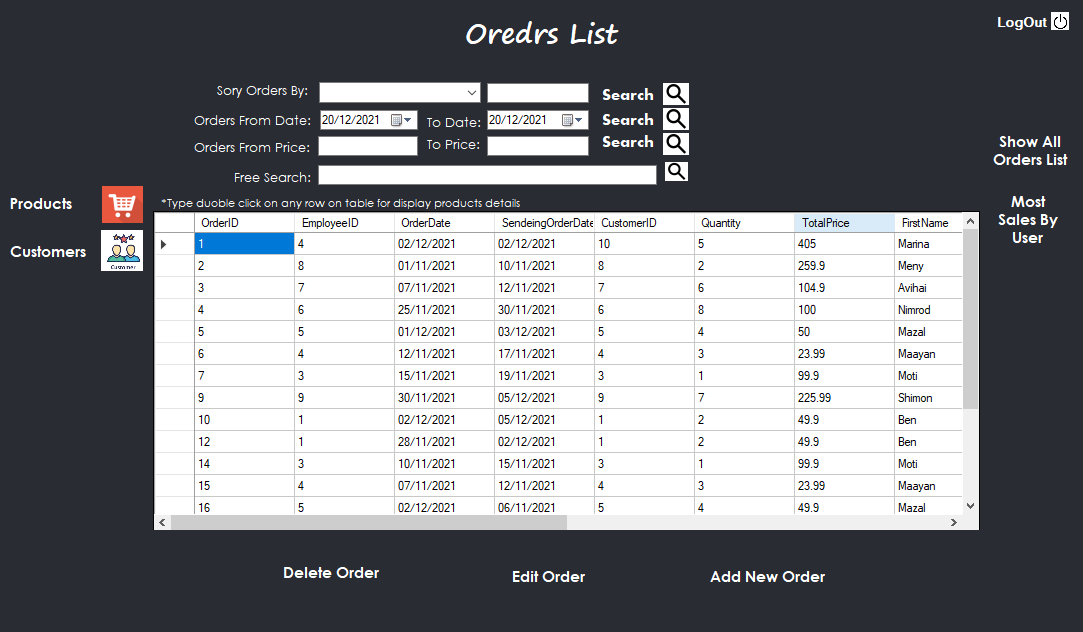 Oredrs List
LogOut
Sory Orders By:
Search
Orders From Date: 20/12/2021 To Date: 20/12/2021 Search
Orders From Price: To Price: Search
Free Search:
Show All
Orders List
Most
Sales By
User
Products
Customers
Customer
*Type duoble click on any row on table for display products details
OrderID EmployeeID OrderDate SendeingOrderDate CustomerID Quantity TotalPrice FirstName
1 4 02/12/2021 02/12/2021 10 5 405 Marina
2 8 01/11/2021 10/11/2021 8 2 259.9 Meny
3 7 07/11/2021 12/11/2021 7 6 104.9 Avihai
4 6 25/11/2021 30/11/2021 6 8 100 Nimrod
5 5 01/12/2021 03/12/2021 5 4 50 Mazal
6 4 12/11/2021 17/11/2021 4 3 23.99 Maayan
7 3 15/11/2021 19/11/2021 3 1 99.9 Moti
9 9 30/11/2021 05/12/2021 9 7 225.99 Shimon
10 1 02/12/2021 05/12/2021 1 2 49.9 Ben
12 1 28/11/2021 02/12/2021 1 2 49.9 Ben
14 3 10/11/2021 15/11/2021 3 1 99.9 Moti
15 4 07/11/2021 12/11/2021 4 3 23.99 Maayan
16 5 02/12/2021 06/11/2021 5 4 49.9 Mazal
Delete Order
Edit Order
Add New Order